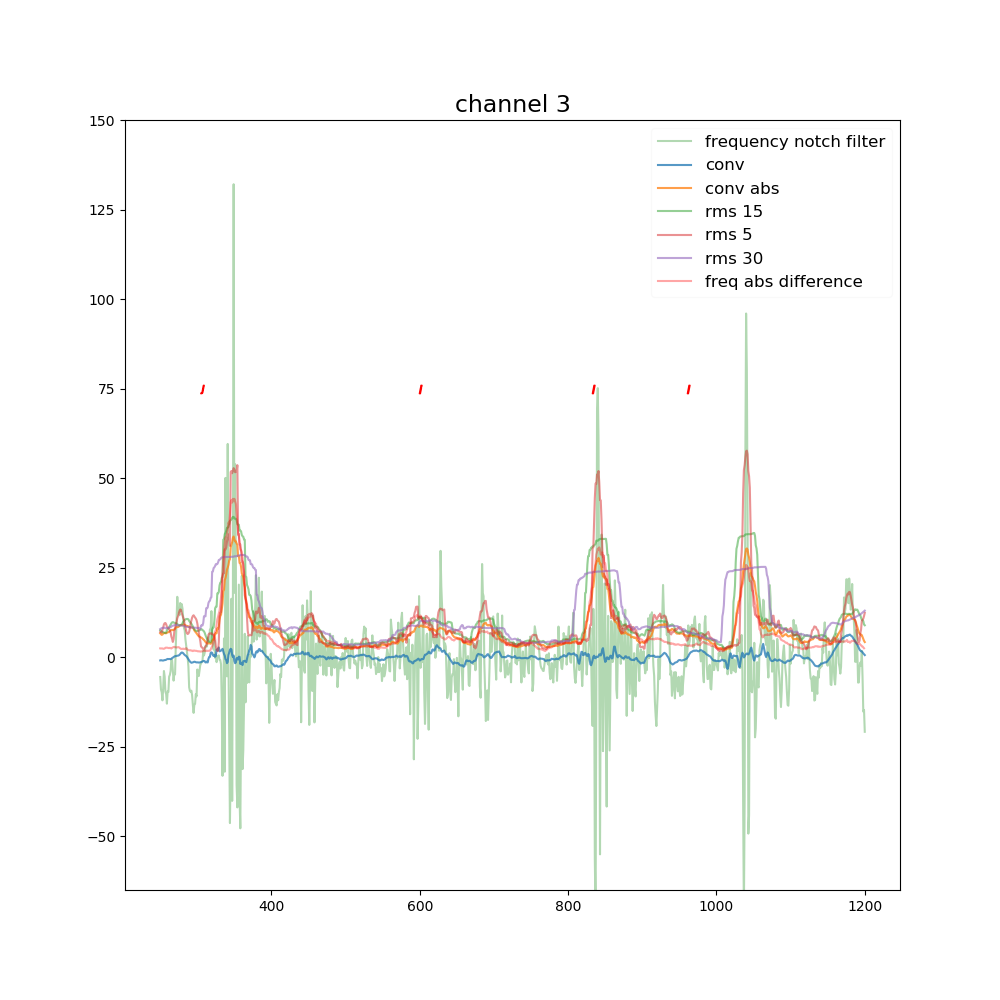 channel 3
150
125
100
75
50
25
0
−25
−50
frequency notch filter
conv
conv abs
rms 15
rms 5
rms 30
freq abs difference
400
600
800
1000
1200